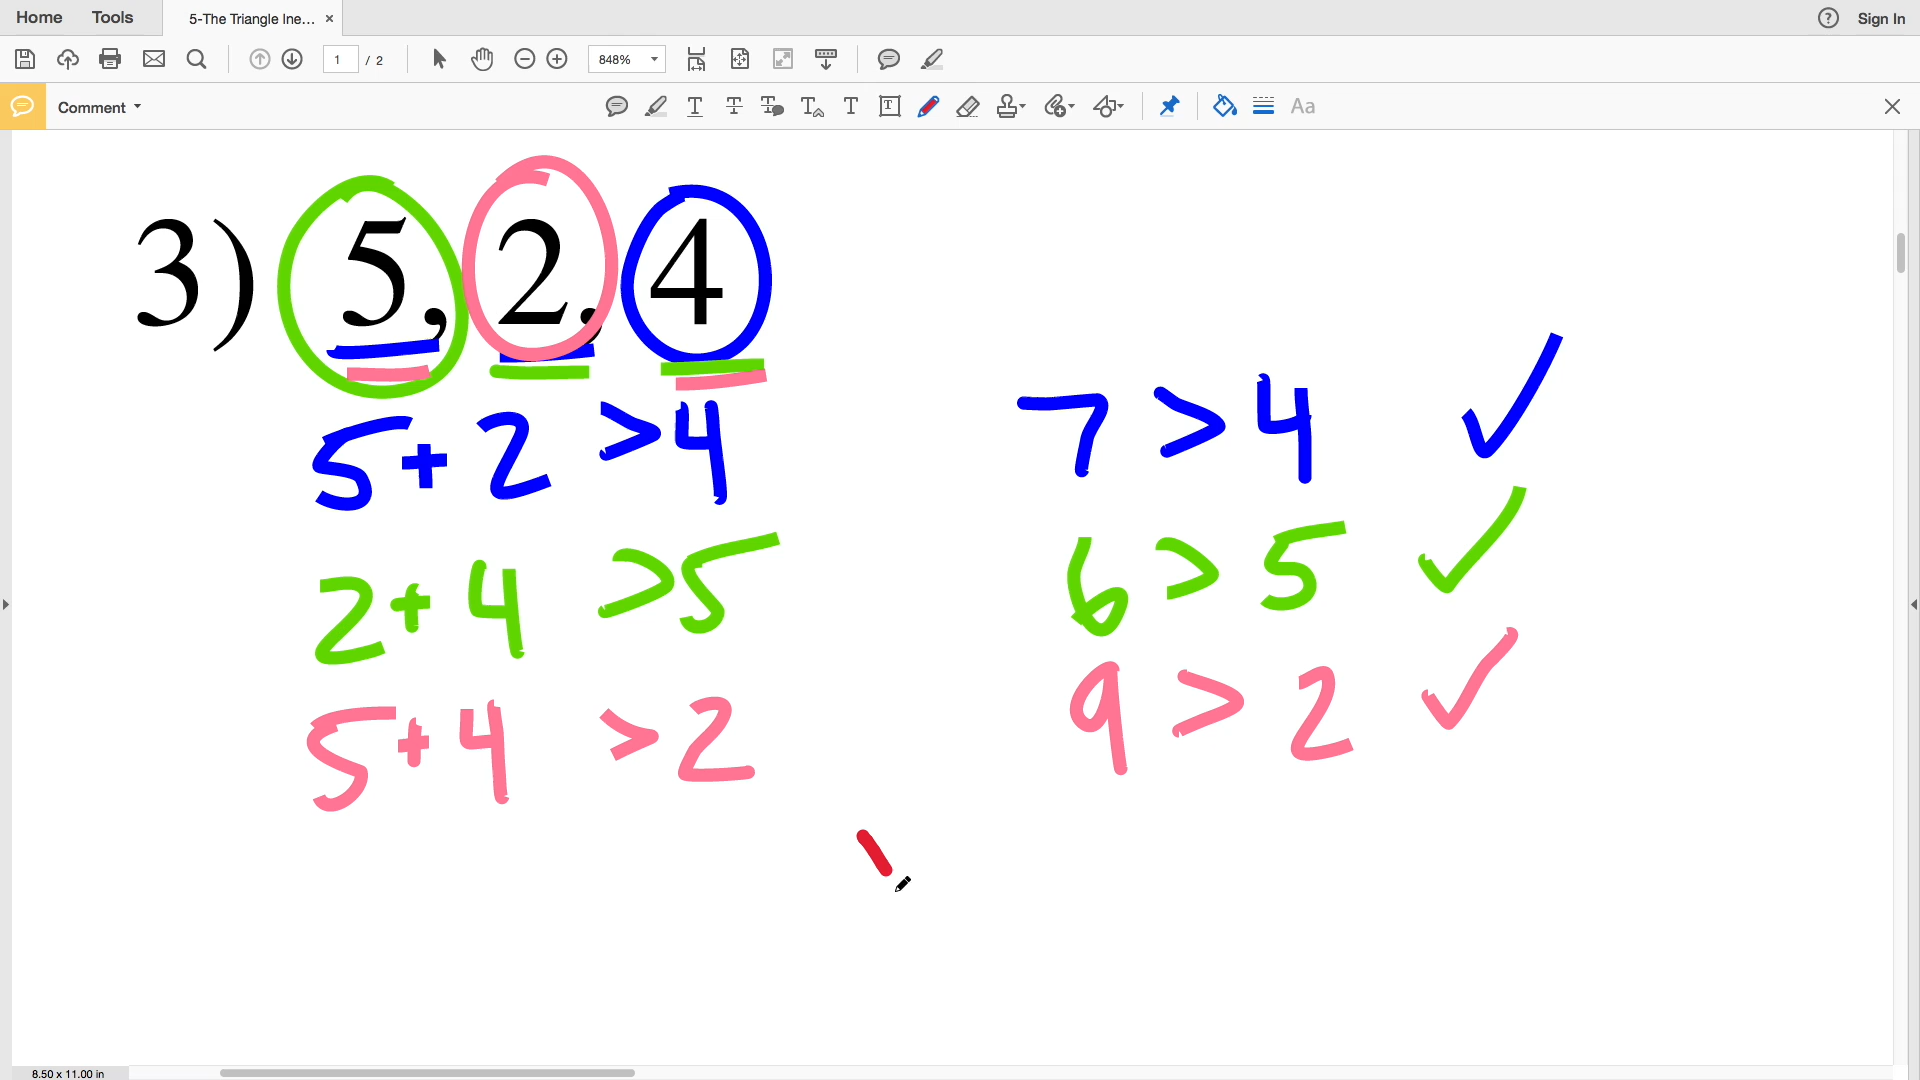 Home Tools 5-The Triangle Ine... × ? Sign In
1 / 2 848%
Comment T T T T T T Aa
3) 5, 2, 4
5 + 2 > 4 7 > 4 ✓
2 + 4 > 5 6 > 5 ✓
5 + 4 > 2 9 > 2 ✓
8.50 x 11.00 in